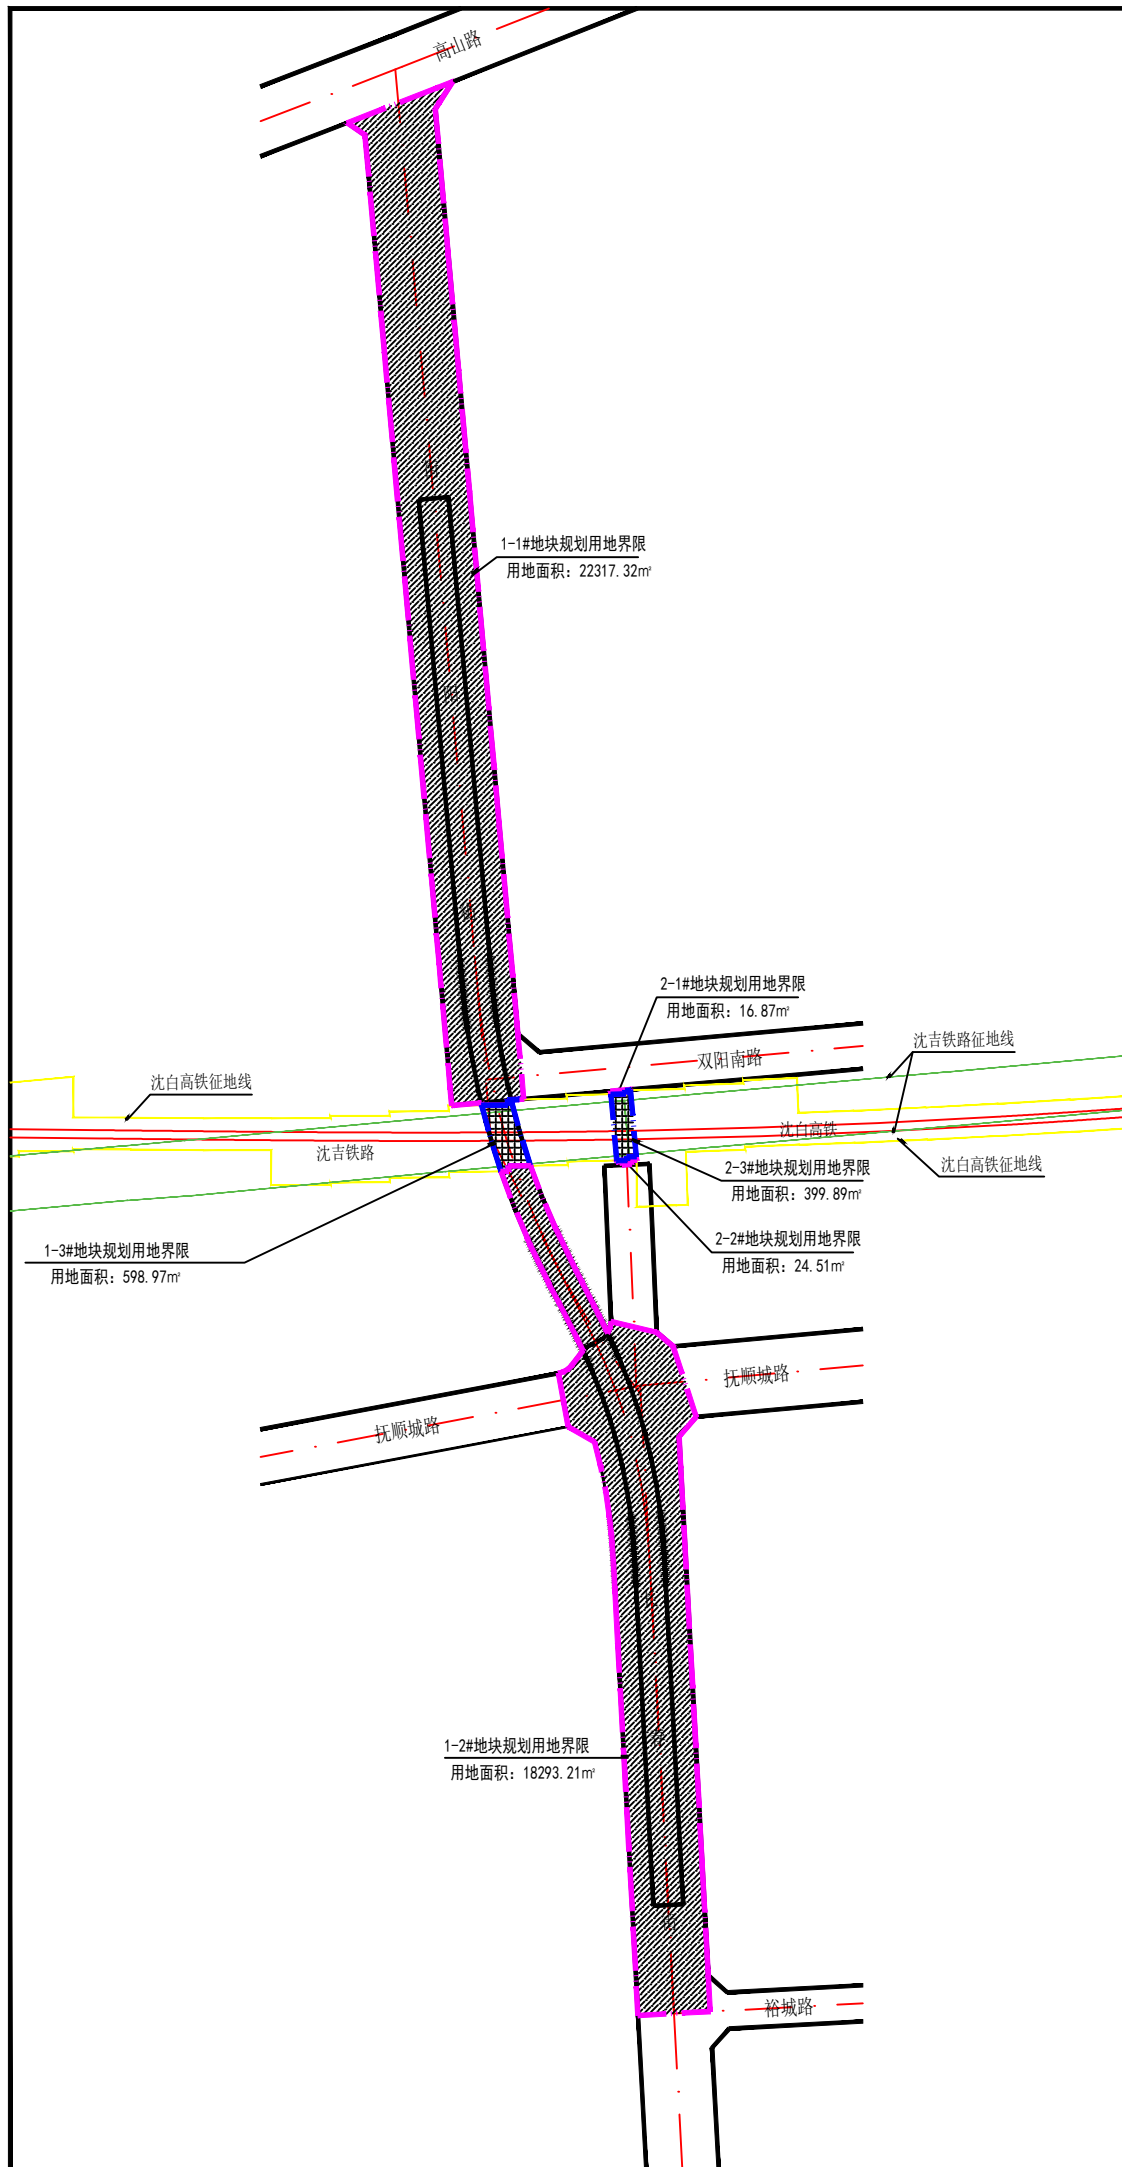 高山路
街
1-1#地块规划用地界限
用地面积：22317.32㎡
阳
2-1#地块规划用地界限
用地面积：16.87㎡
双阳南路
沈吉铁路征地线
沈白高铁征地线
沈吉铁路
沈白高铁
沈白高铁征地线
2-3#地块规划用地界限
用地面积：399.89㎡
2-2#地块规划用地界限
用地面积：24.51㎡
1-3#地块规划用地界限
用地面积：598.97㎡
抚顺城路
抚顺城路
1-2#地块规划用地界限
用地面积：18293.21㎡
街
裕城路